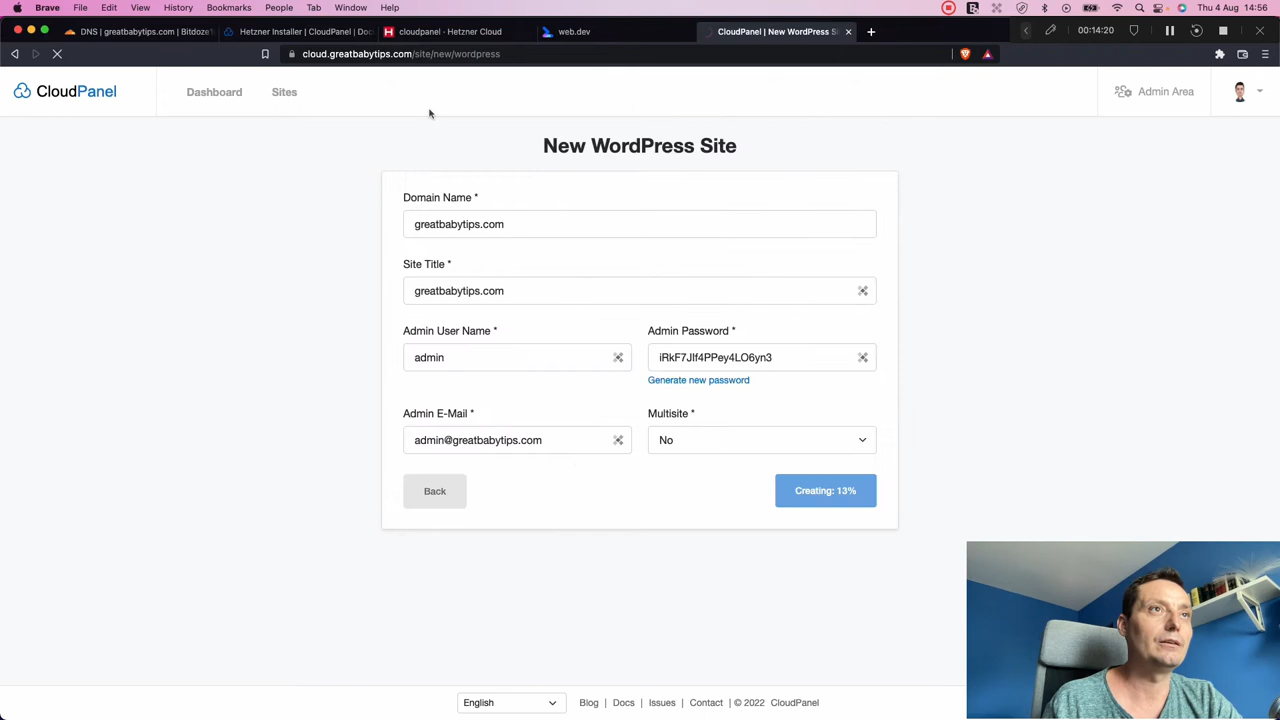 Brave File Edit View History Bookmarks People Tab Window Help Thu 4 Aug 14:56
DNS | greatbabytips.com | Bitdoze Hetzner Installer | CloudPanel | Docu cloudpanel - Hetzner Cloud web.dev CloudPanel | New WordPress Si 00:14:20
cloud.greatbabytips.com/site/new/wordpress
CloudPanel Dashboard Sites Admin Area
New WordPress Site
Domain Name *
greatbabytips.com
Site Title *
greatbabytips.com
Admin User Name * Admin Password *
admin iRkF7Jlf4PPey4LO6yn3
Generate new password
Admin E-Mail * Multisite *
admin@greatbabytips.com No
Back Creating: 13%
English Blog | Docs | Issues | Contact | © 2022 CloudPanel